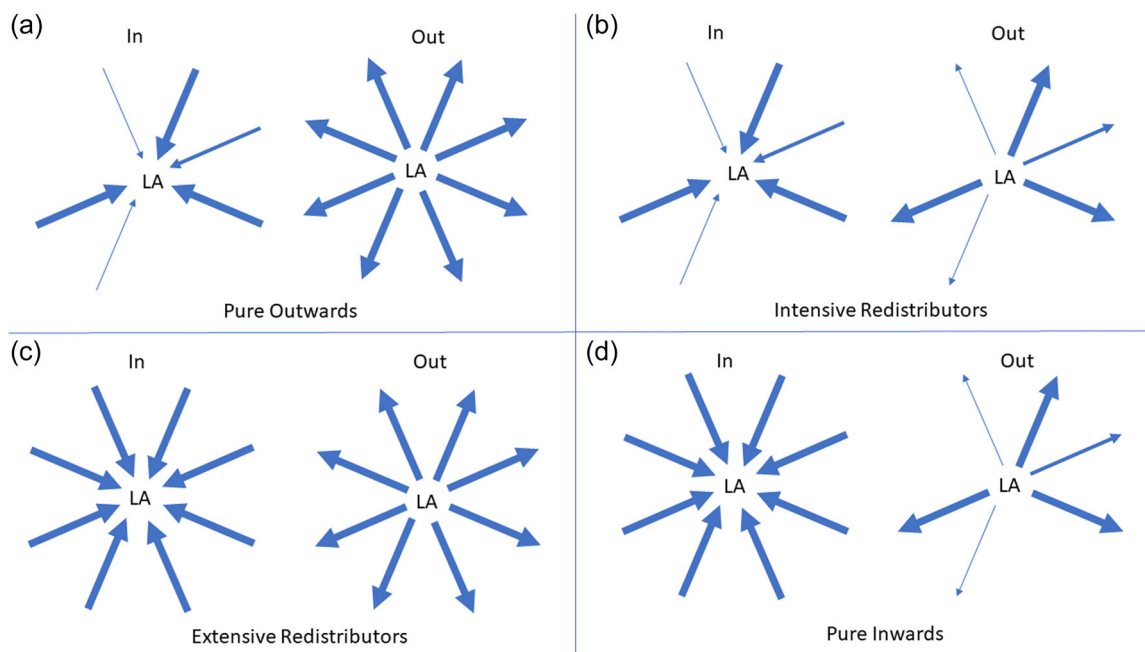 (a)
In
Out
LA
LA
Pure Outwards
(b)
In
Out
LA
LA
Intensive Redistributors
(c)
In
Out
LA
LA
Extensive Redistributors
(d)
In
Out
LA
LA
Pure Inwards